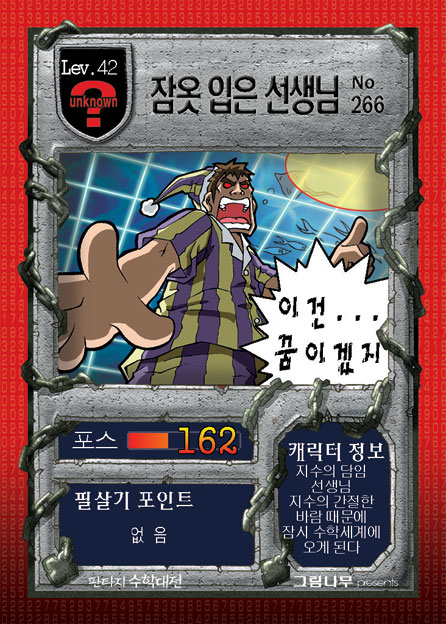 Lev. 42
unknown
?
잠옷 입은 선생님
No
266
이건...
꿈이겠지
포스
162
필살기 포인트
없음
캐릭터 정보
지수의 담임
선생님
지수의 간절한
바람 때문에
잠시 수학세계에
오게 된다
판타지 수학대전
그림나무 presents